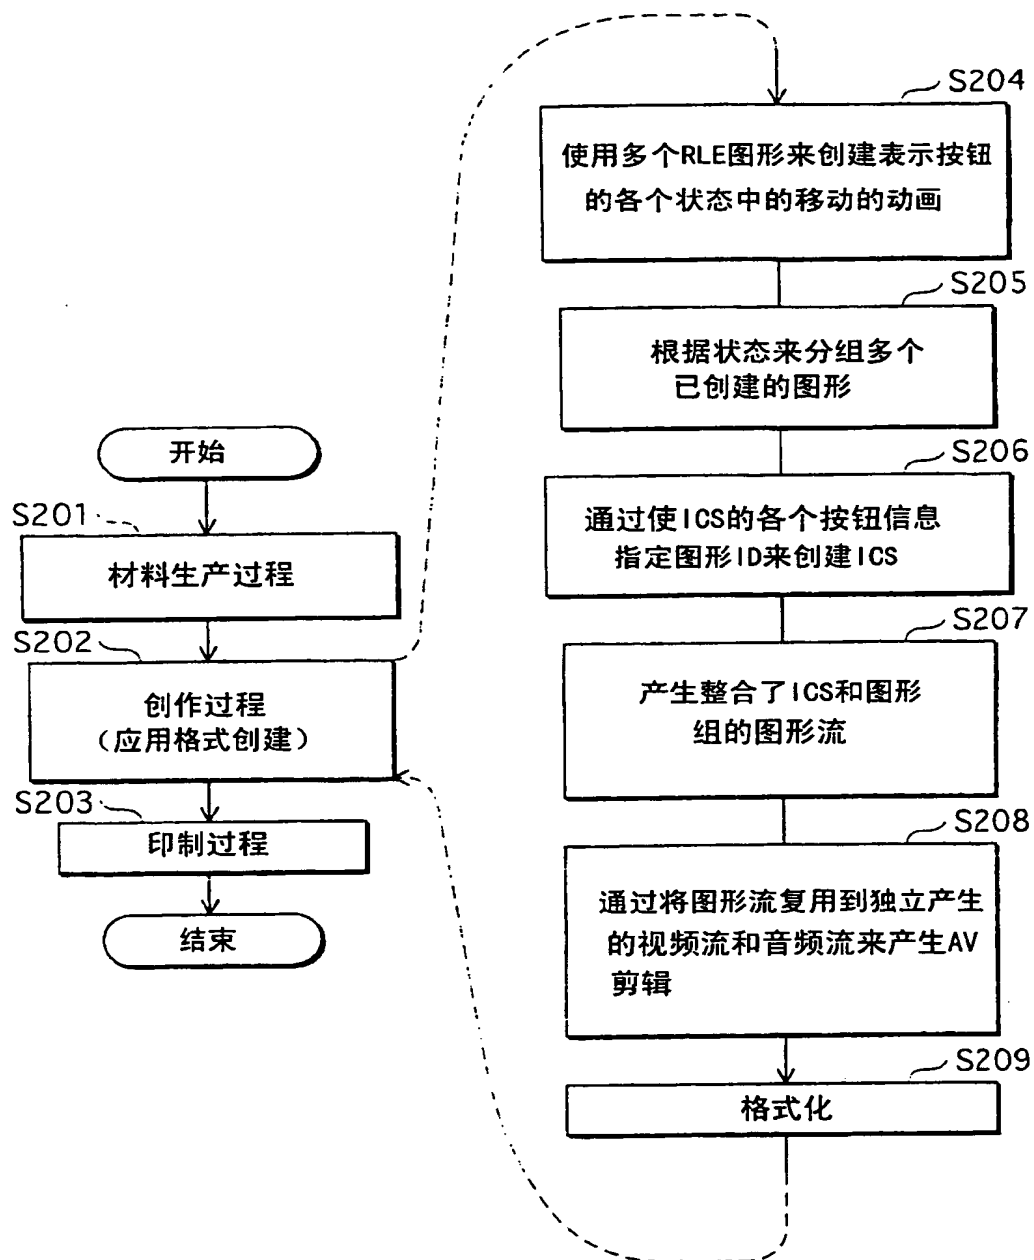 开始
S201
材料生产过程
S202
创作过程
（应用格式创建）
S203
印制过程
结束
S204
使用多个RLE图形来创建表示按钮
的各个状态中的移动的动画
S205
根据状态来分组多个
已创建的图形
S206
通过使ICS的各个按钮信息
指定图形ID来创建ICS
S207
产生整合了ICS和图形
组的图形流
S208
通过将图形流复用到独立产生
的视频流和音频流来产生AV
剪辑
S209
格式化